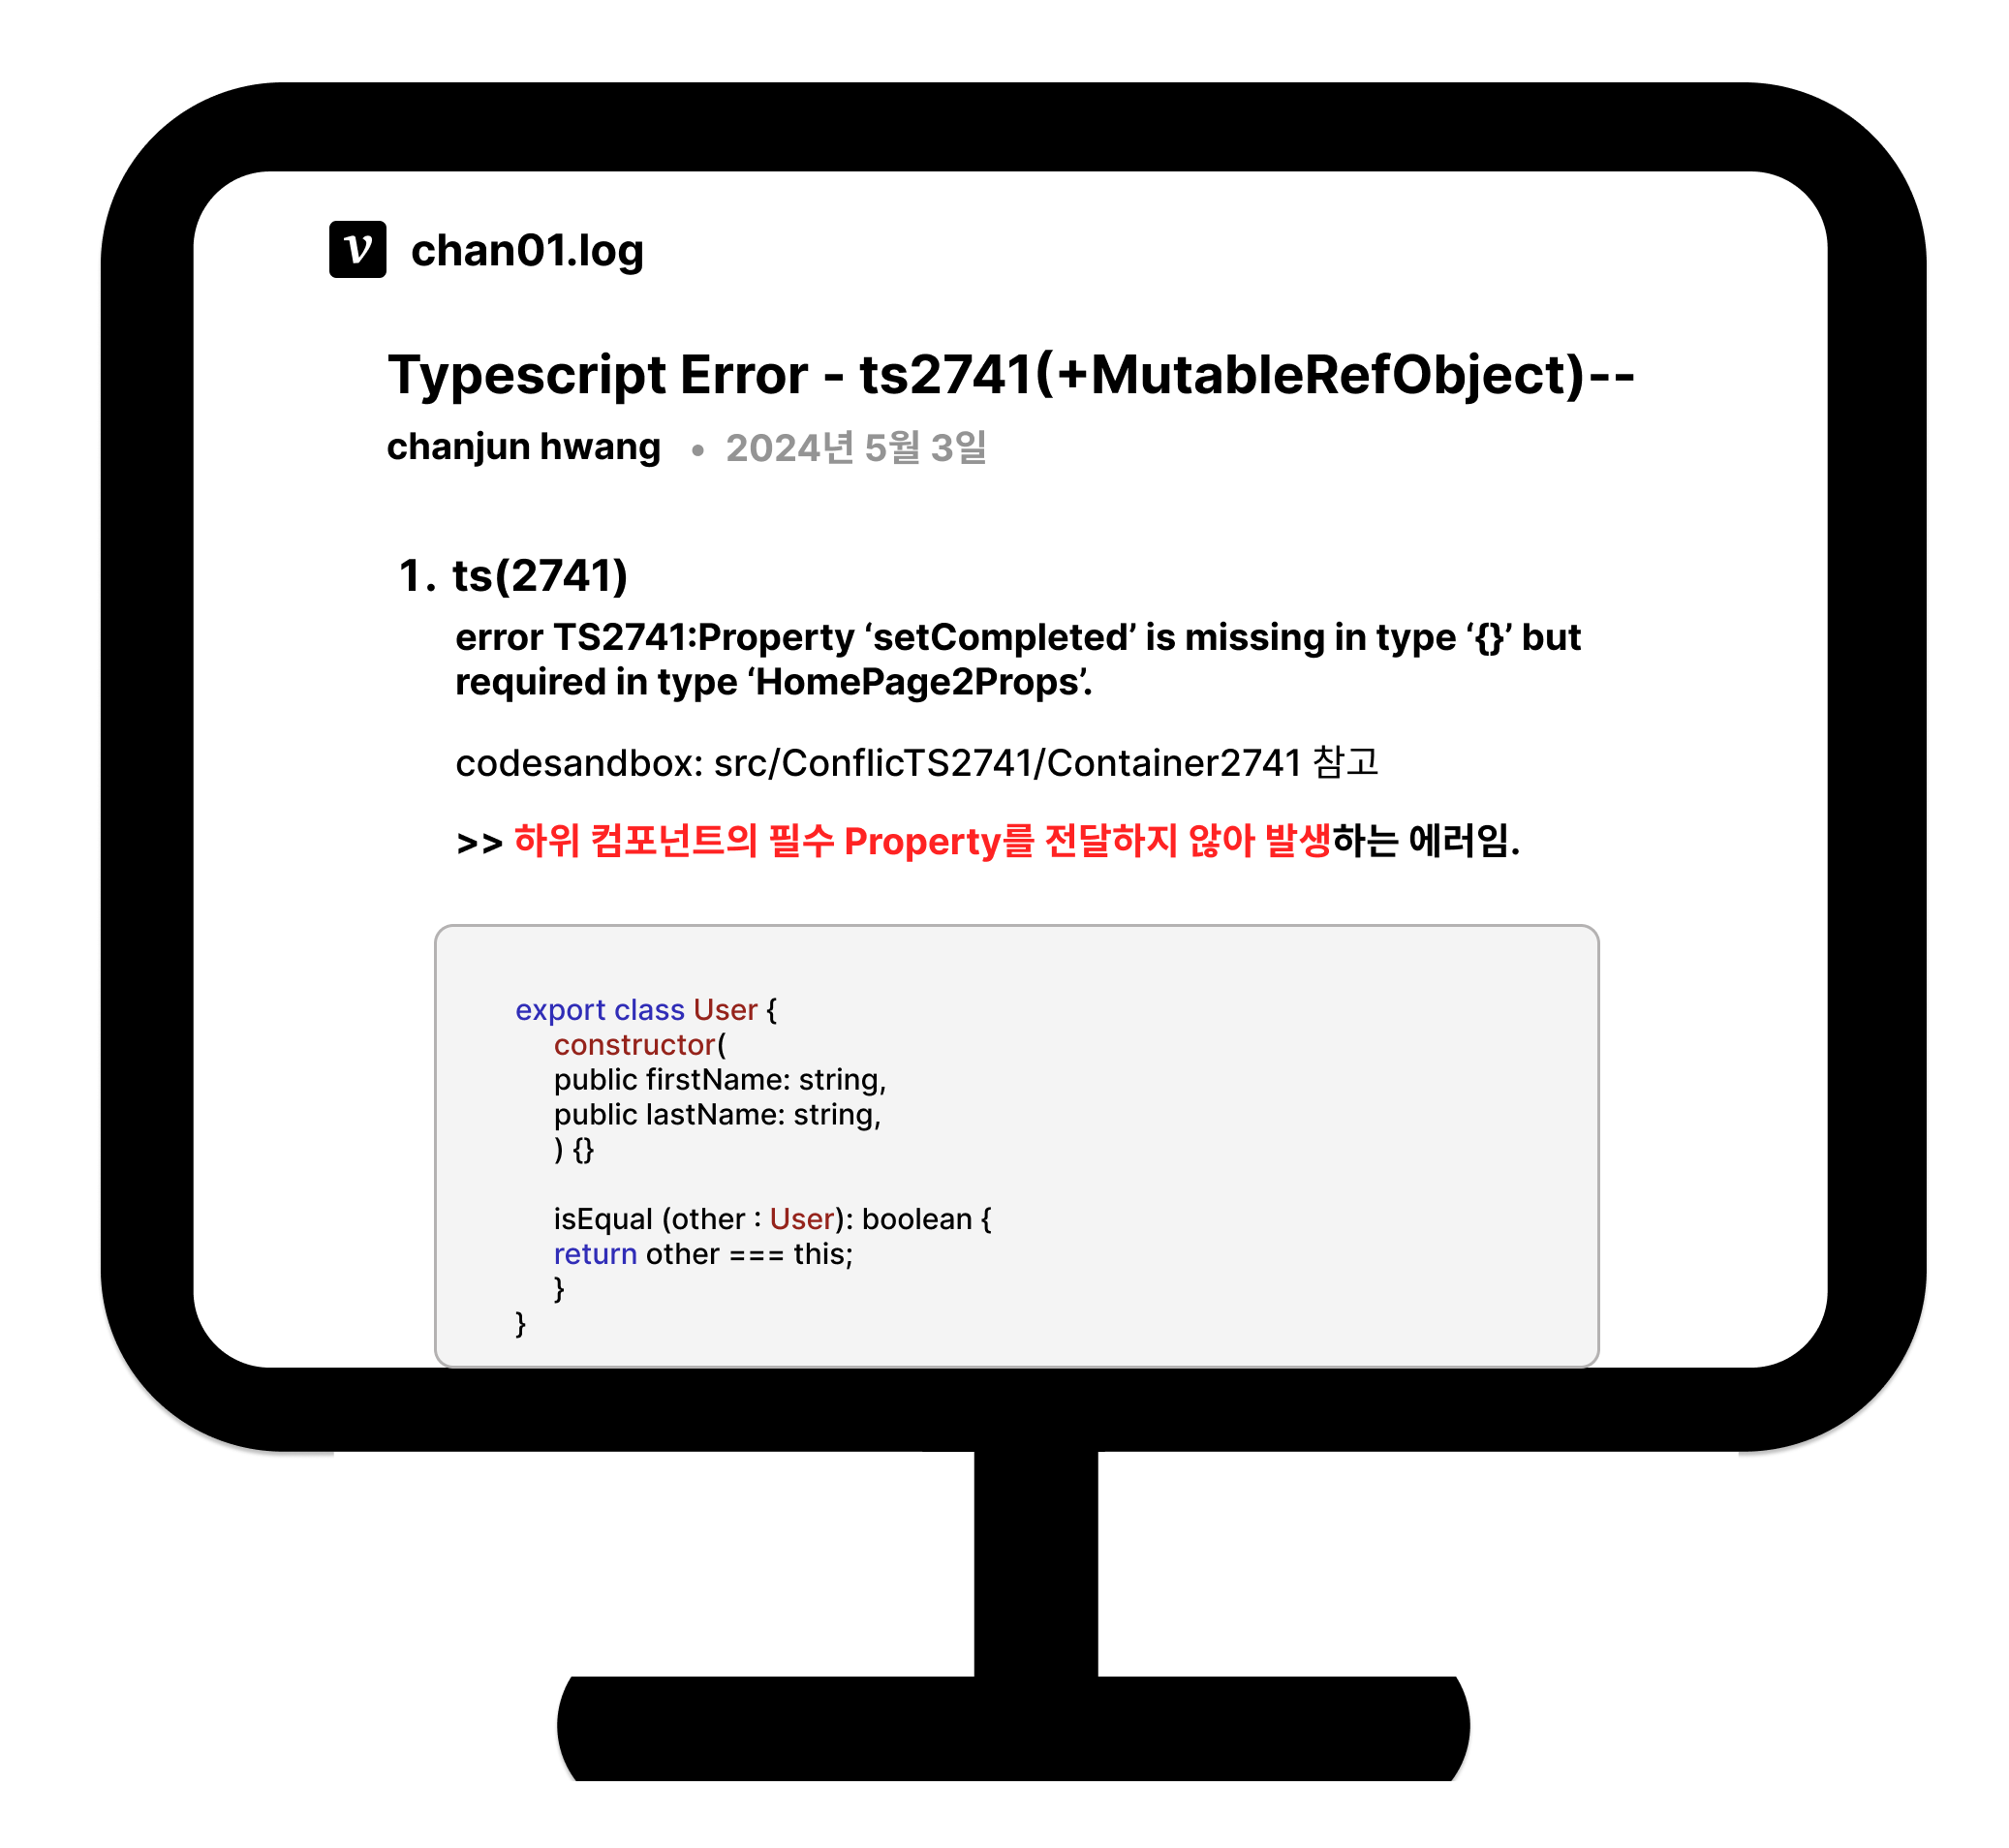 v chan01.log
Typescript Error - ts2741(+MutableRefObject)--
chanjun hwang • 2024년 5월 3일
1. ts(2741)
error TS2741:Property ‘setCompleted’ is missing in type ‘{}’ but
required in type ‘HomePage2Props’.
codesandbox: src/ConflicTS2741/Container2741 참고
>> 하위 컴포넌트의 필수 Property를 전달하지 않아 발생하는 에러임.
export class User {
constructor(
public firstName: string,
public lastName: string,
) {}
isEqual (other : User): boolean {
return other === this;
}
}